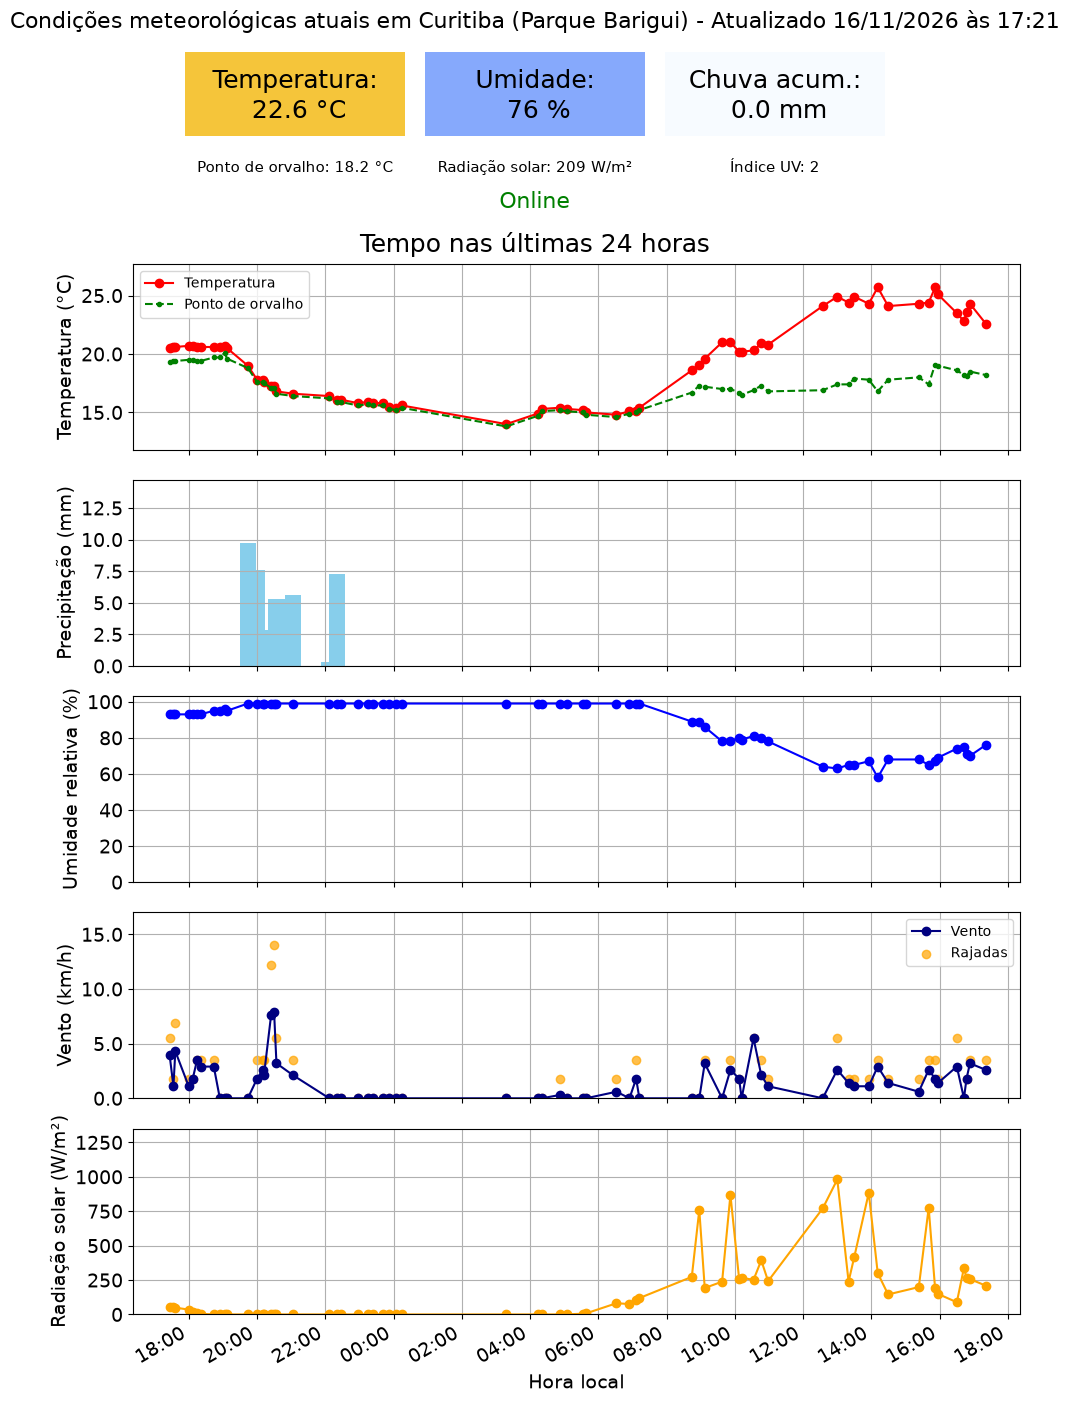 Condições meteorológicas atuais em Curitiba (Parque Barigui) - Atualizado 16/11/2026 às 17:21
Temperatura:
22.6 °C
Umidade:
76 %
Chuva acum.:
0.0 mm
Ponto de orvalho: 18.2 °C
Radiação solar: 209 W/m²
Índice UV: 2
Online
Tempo nas últimas 24 horas
Temperatura (°C)
25.0
20.0
15.0
Temperatura
Ponto de orvalho
Precipitação (mm)
12.5
10.0
7.5
5.0
2.5
0.0
Umidade relativa (%)
100
80
60
40
20
0
Vento (km/h)
15.0
10.0
5.0
0.0
Vento
Rajadas
Radiação solar (W/m²)
1250
1000
750
500
250
0
18:00
20:00
22:00
00:00
02:00
04:00
06:00
08:00
10:00
12:00
14:00
16:00
18:00
Hora local